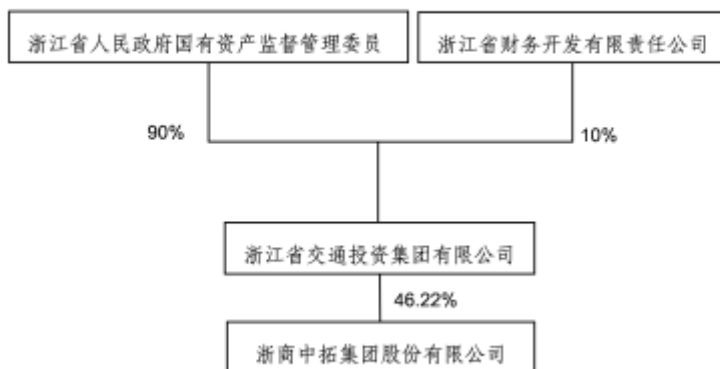 浙江省人民政府国有资产监督管理委员
浙江省财务开发有限责任公司
90%
10%
浙江省交通投资集团有限公司
46.22%
浙商中拓集团股份有限公司